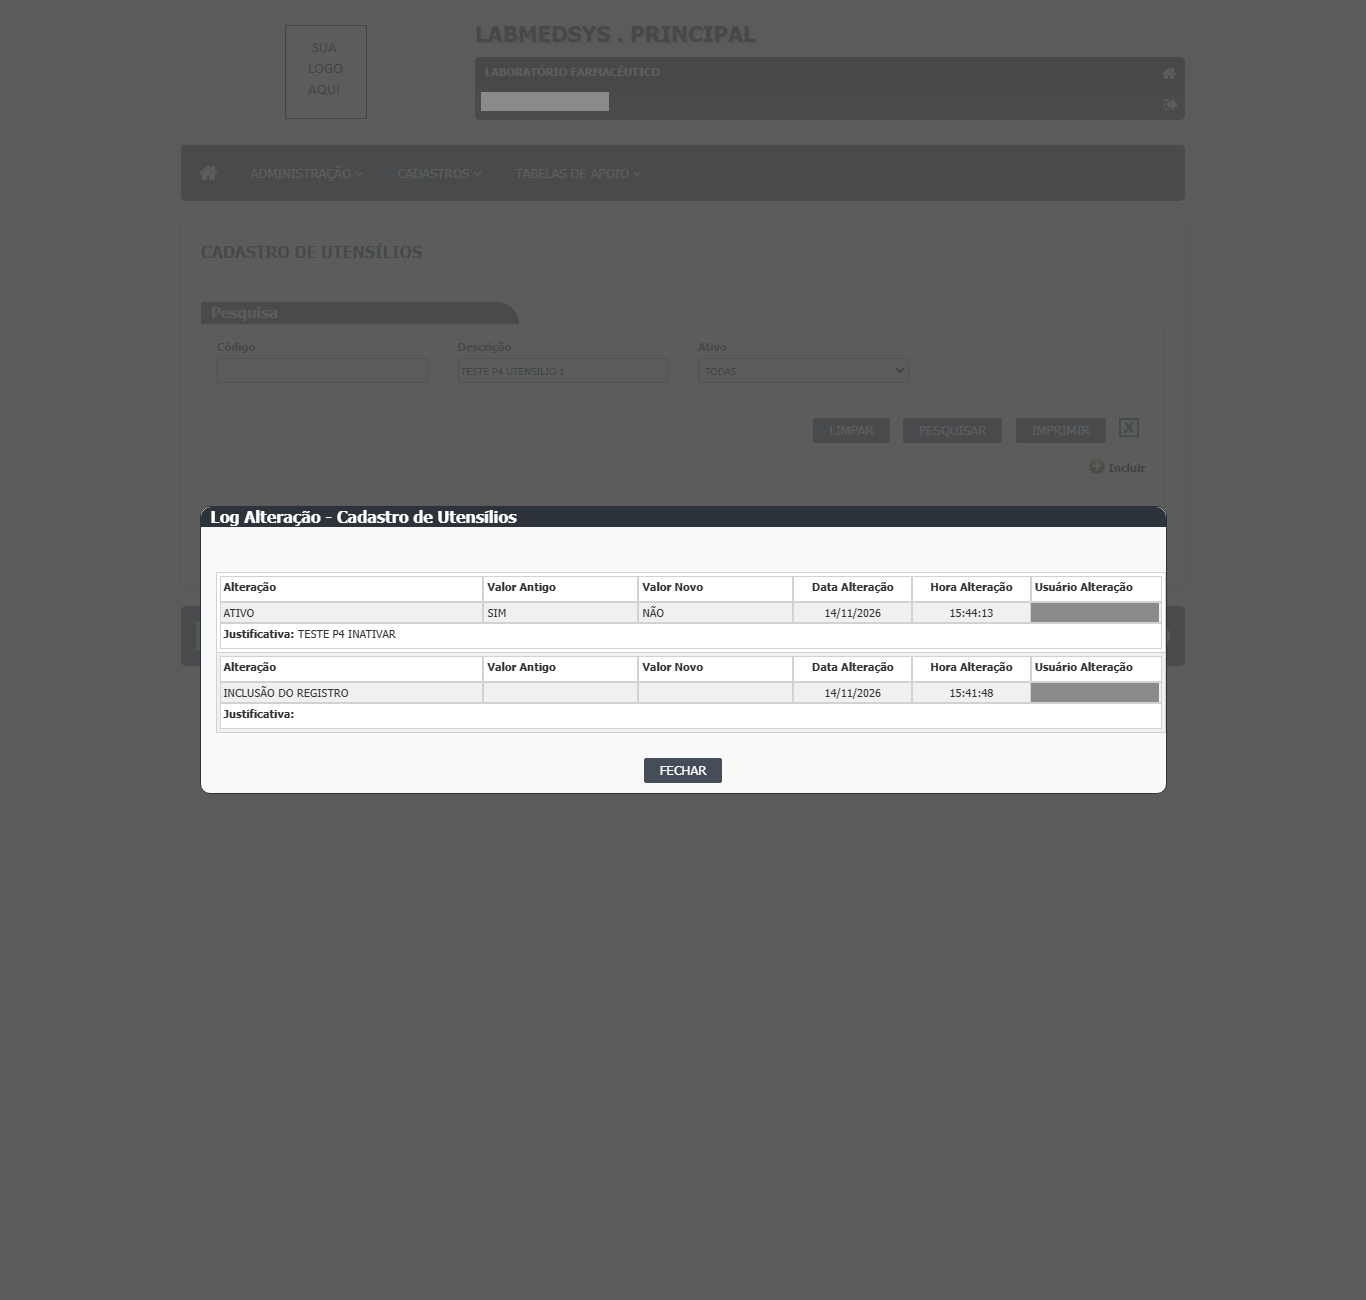 SUA
LOGO
AQUI
LABMEDSYS . PRINCIPAL
LABORATÓRIO FARMACÊUTICO
ADMINISTRAÇÃO
CADASTROS
TABELAS DE APOIO
CADASTRO DE UTENSÍLIOS
Pesquisa
Código
Descrição
Ativo
TESTE P4 UTENSILIO 1
TODAS
LIMPAR
PESQUISAR
IMPRIMIR
X
Incluir
Log Alteração - Cadastro de Utensílios
Alteração Valor Antigo Valor Novo Data Alteração Hora Alteração Usuário Alteração
ATIVO SIM NÃO 14/11/2026 15:44:13
Justificativa: TESTE P4 INATIVAR
Alteração Valor Antigo Valor Novo Data Alteração Hora Alteração Usuário Alteração
INCLUSÃO DO REGISTRO 14/11/2026 15:41:48
Justificativa:
FECHAR